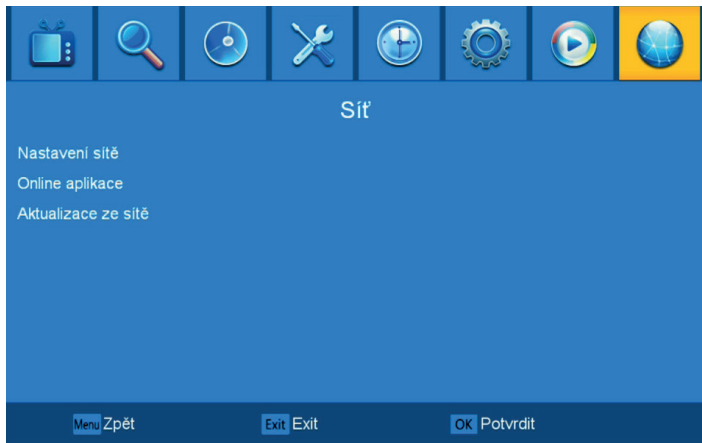 Síť
Nastavení sítě
Online aplikace
Aktualizace ze sítě
Menu Zpět Exit Exit OK Potvrdit